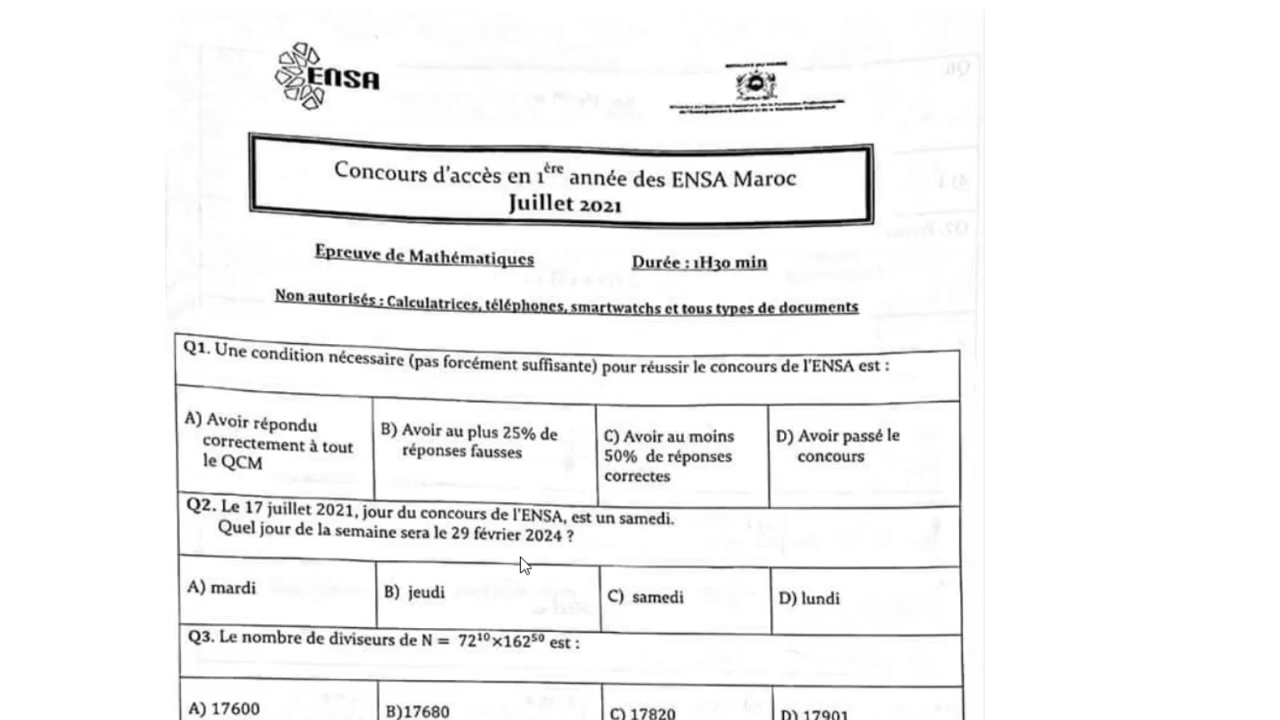 ENSA
Concours d'accès en 1ère année des ENSA Maroc
Juillet 2021
Epreuve de Mathématiques Durée : 1H30 min
Non autorisés : Calculatrices, téléphones, smartwatchs et tous types de documents
Q1. Une condition nécessaire (pas forcément suffisante) pour réussir le concours de l'ENSA est :
A) Avoir répondu
correctement à tout
le QCM
B) Avoir au plus 25% de
réponses fausses
C) Avoir au moins
50% de réponses
correctes
D) Avoir passé le
concours
Q2. Le 17 juillet 2021, jour du concours de l'ENSA, est un samedi.
Quel jour de la semaine sera le 29 février 2024 ?
A) mardi B) jeudi C) samedi D) lundi
Q3. Le nombre de diviseurs de N = 72¹⁰×162⁵⁰ est :
A) 17600 B)17680 C) 17820 D) 17901